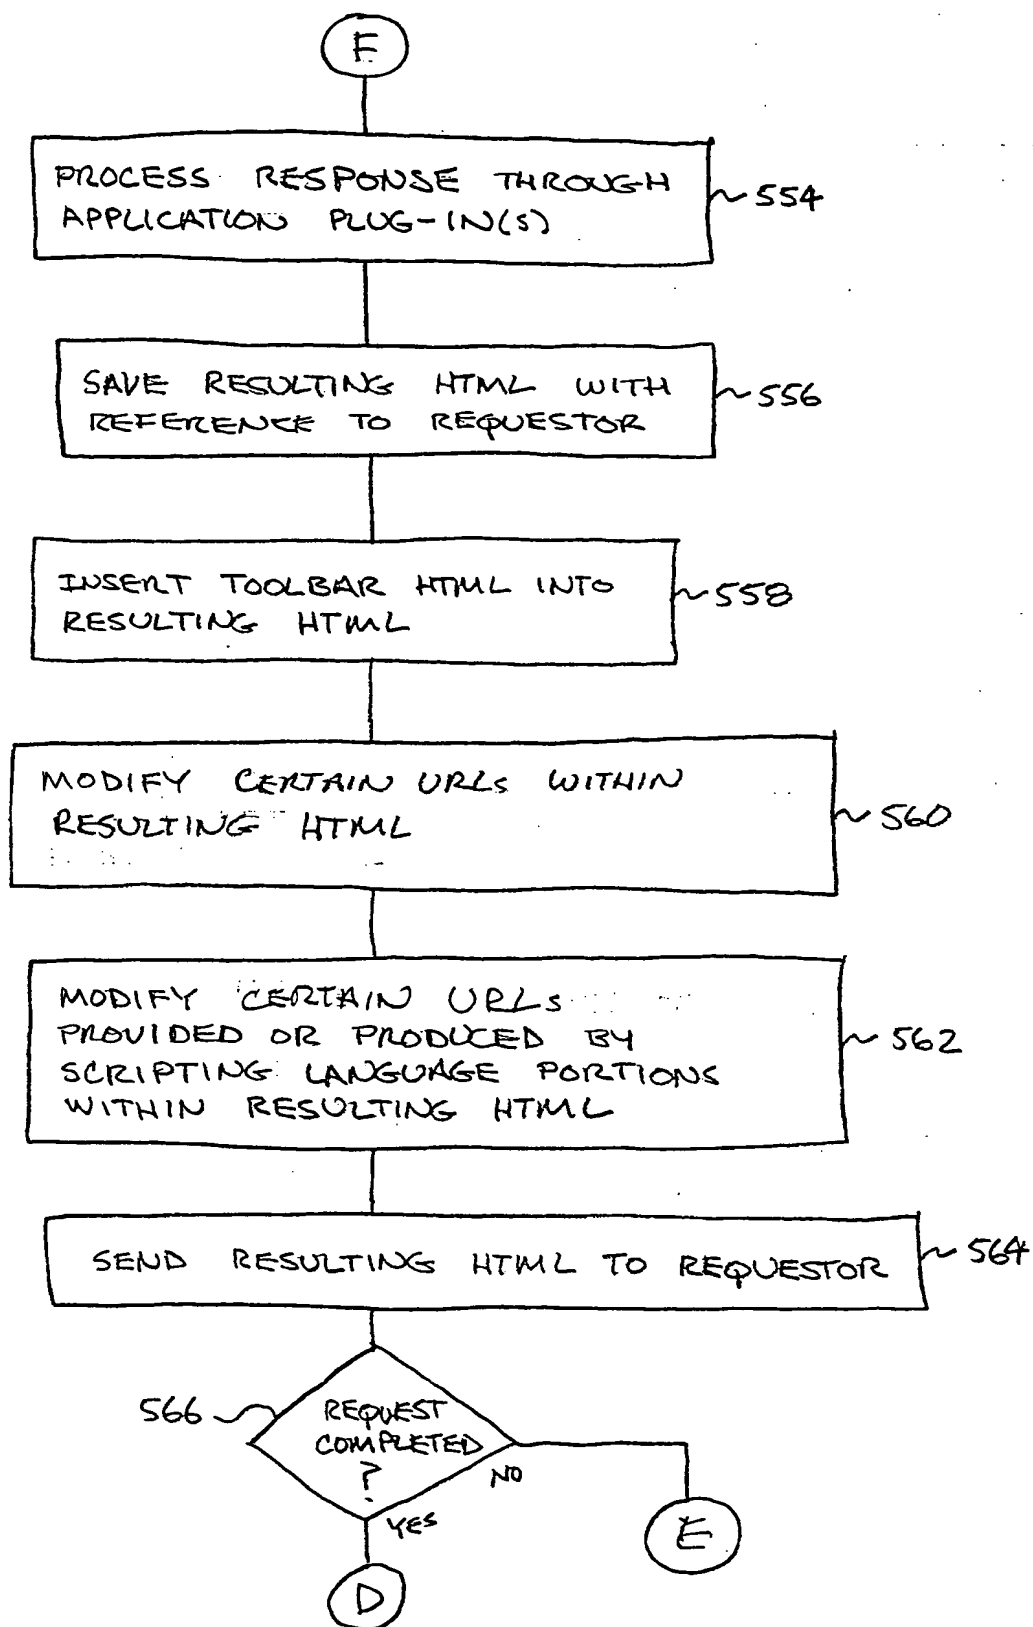 F
PROCESS RESPONSE THROUGH
APPLICATION PLUG-IN(S)
554
SAVE RESULTING HTML WITH
REFERENCE TO REQUESTOR
556
INSERT TOOLBAR HTML INTO
RESULTING HTML
558
MODIFY CERTAIN URLs WITHIN
RESULTING HTML
560
MODIFY CERTAIN URLs
PROVIDED OR PRODUCED BY
SCRIPTING LANGUAGE PORTIONS
WITHIN RESULTING HTML
562
SEND RESULTING HTML TO REQUESTOR
564
566
REQUEST
COMPLETED
?
NO
YES
E
D